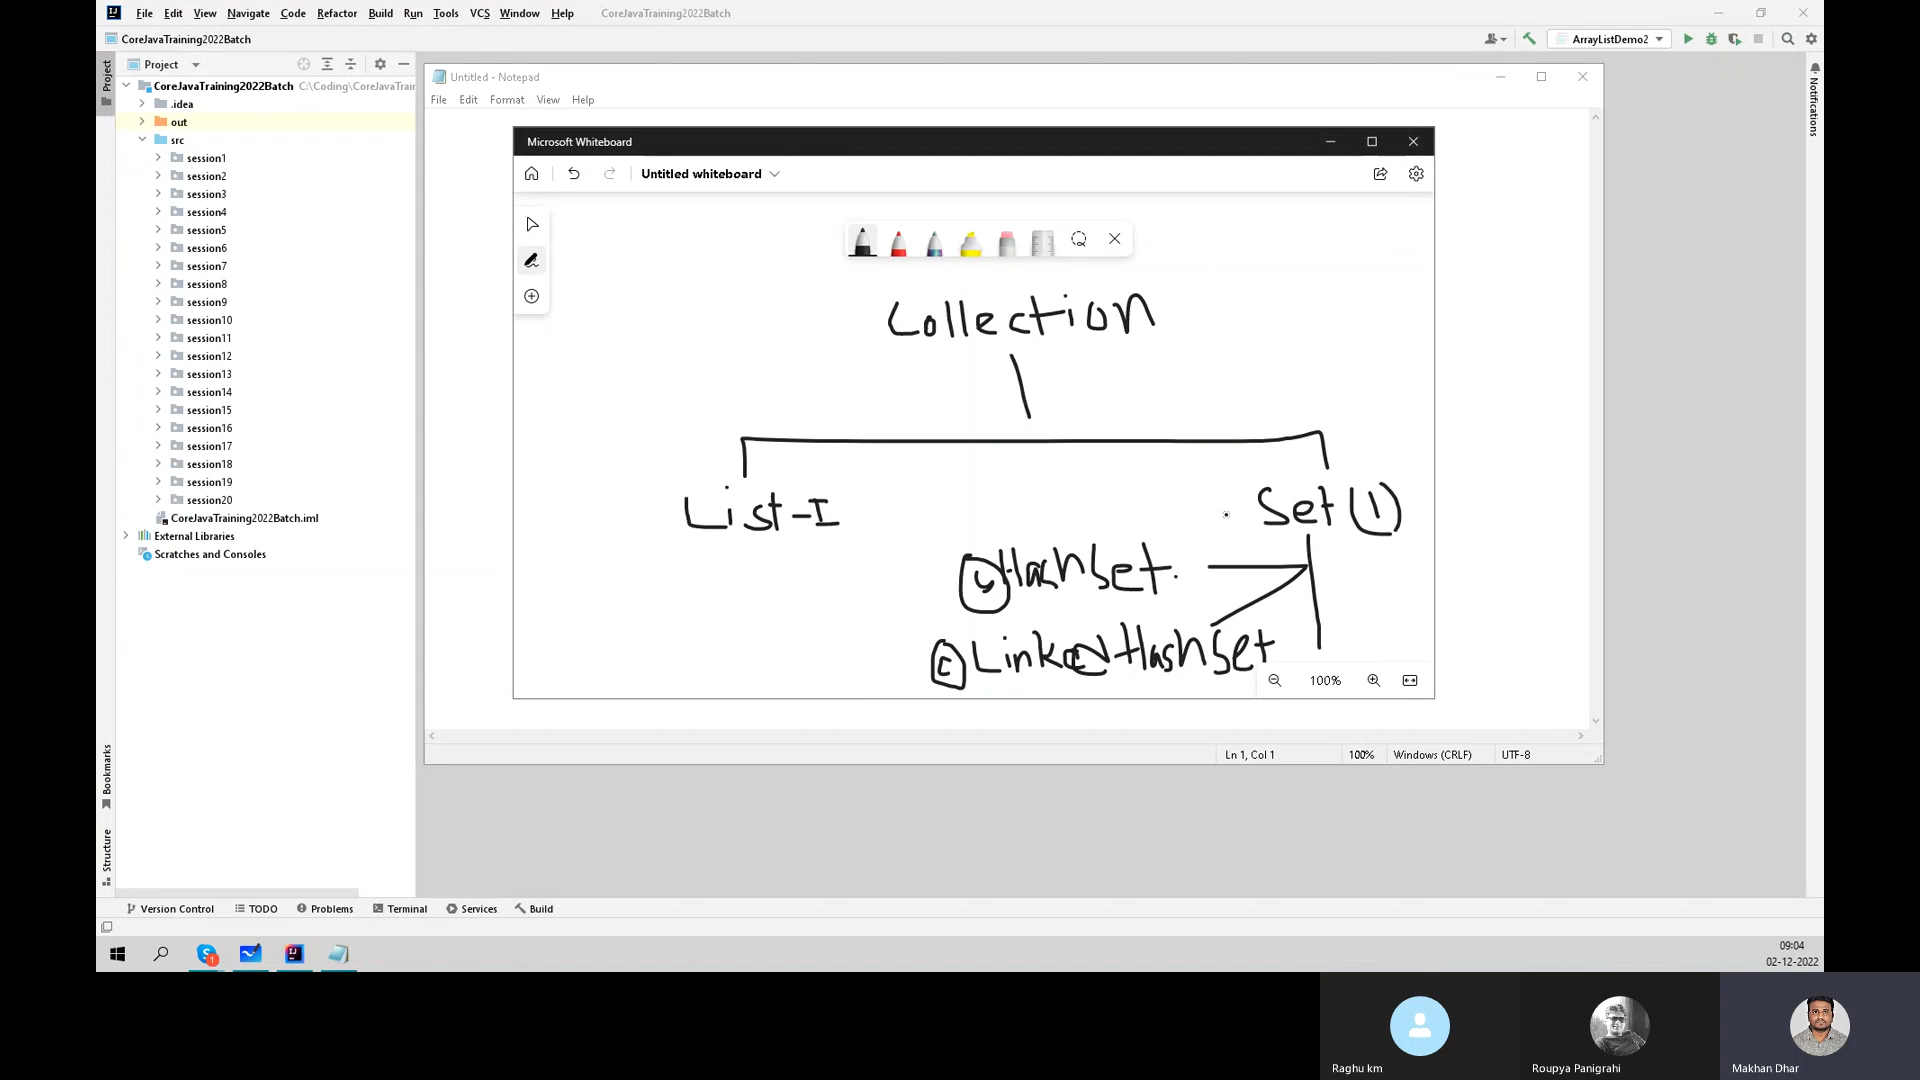 File Edit View Navigate Code Refactor Build Run Tools VCS Window Help CoreJavaTraining2022Batch
CoreJavaTraining2022Batch
ArrayListDemo2
Project
Project
CoreJavaTraining2022Batch C:\Coding\CoreJavaTrain
.idea
out
src
session1
session2
session3
session4
session5
session6
session7
session8
session9
session10
session11
session12
session13
session14
session15
session16
session17
session18
session19
session20
CoreJavaTraining2022Batch.iml
External Libraries
Scratches and Consoles
Untitled - Notepad
File Edit Format View Help
Microsoft Whiteboard
Untitled whiteboard
Collection
List-I
Set (I)
HashSet
LinkedHashSet
100%
Ln 1, Col 1 100% Windows (CRLF) UTF-8
Notifications
Bookmarks
Structure
Version Control TODO Problems Terminal Services Build
1
09:04
02-12-2022
Raghu km
Roupya Panigrahi
Makhan Dhar